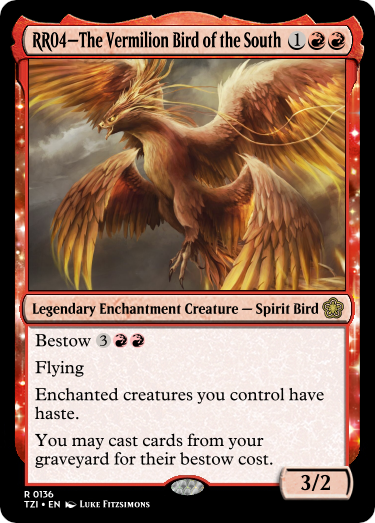 RR04–The Vermilion Bird of the South 1
Legendary Enchantment Creature — Spirit Bird
Bestow 3
Flying
Enchanted creatures you control have
haste.
You may cast cards from your
graveyard for their bestow cost.
3/2
R 0136
TZI • EN Luke Fitzsimons